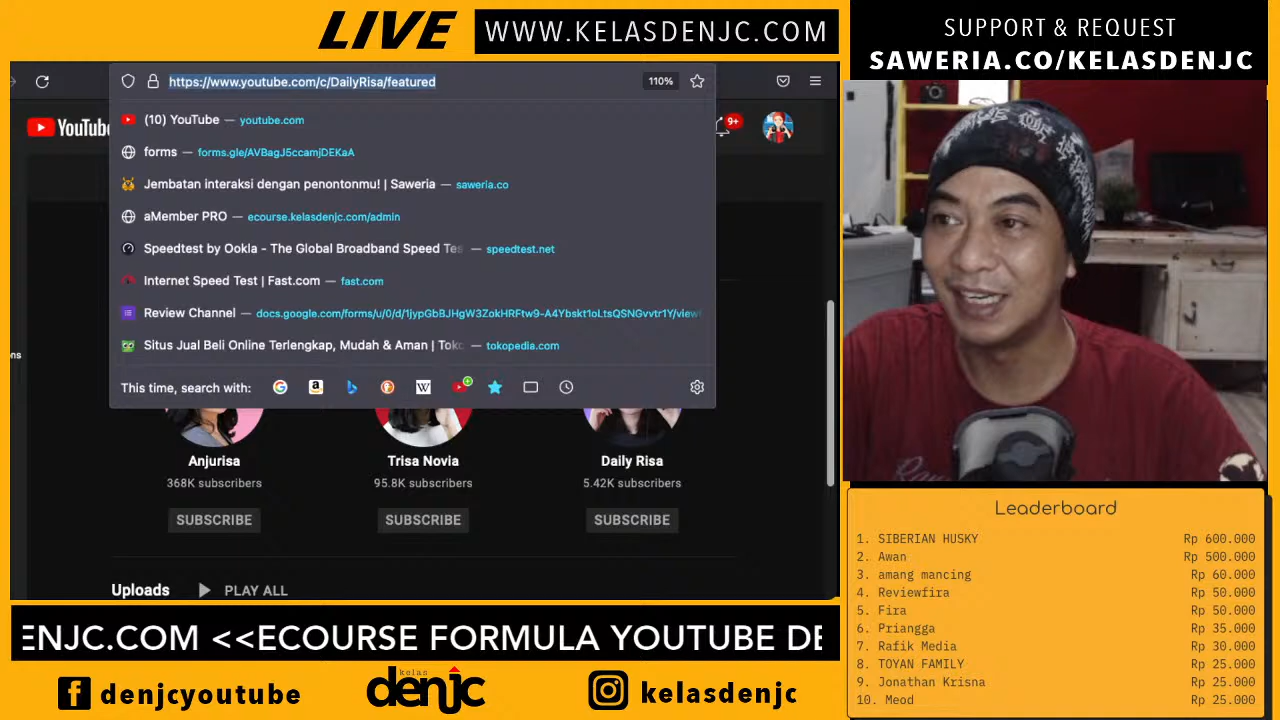 LIVE
WWW.KELASDENJC.COM
SUPPORT & REQUEST
SAWERIA.CO/KELASDENJC
https://www.youtube.com/c/DailyRisa/featured
110%
YouTube
9+
(10) YouTube — youtube.com
forms — forms.gle/AVBagJ5ccamjDEKaA
Jembatan interaksi dengan penontonmu! | Saweria — saweria.co
aMember PRO — ecourse.kelasdenjc.com/admin
Speedtest by Ookla - The Global Broadband Speed Tes — speedtest.net
Internet Speed Test | Fast.com — fast.com
Review Channel — docs.google.com/forms/u/0/d/1jypGbBJHgW3ZokHRFtw9-A4Ybskt1oLtsQSNGvvtr1Y/viewf
Situs Jual Beli Online Terlengkap, Mudah & Aman | Toko — tokopedia.com
ons
This time, search with:
Anjurisa
368K subscribers
SUBSCRIBE
Trisa Novia
95.8K subscribers
SUBSCRIBE
Daily Risa
5.42K subscribers
SUBSCRIBE
Uploads
PLAY ALL
Leaderboard
1. SIBERIAN HUSKY Rp 600.000
2. Awan Rp 500.000
3. amang mancing Rp 60.000
4. Reviewfira Rp 50.000
5. Fira Rp 50.000
6. Priangga Rp 35.000
7. Rafik Media Rp 30.000
8. TOYAN FAMILY Rp 25.000
9. Jonathan Krisna Rp 25.000
10. Meod Rp 25.000
ENJC.COM <<ECOURSE FORMULA YOUTUBE DE
denjcyoutube
kelas
denjc
kelasdenjc